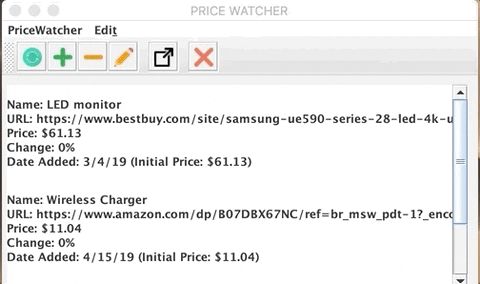 PRICE WATCHER
PriceWatcher Edit
Name: LED monitor
URL: https://www.bestbuy.com/site/samsung-ue590-series-28-led-4k-u
Price: $61.13
Change: 0%
Date Added: 3/4/19 (Initial Price: $61.13)
Name: Wireless Charger
URL: https://www.amazon.com/dp/B07DBX67NC/ref=br_msw_pdt-1?_enco
Price: $11.04
Change: 0%
Date Added: 4/15/19 (Initial Price: $11.04)